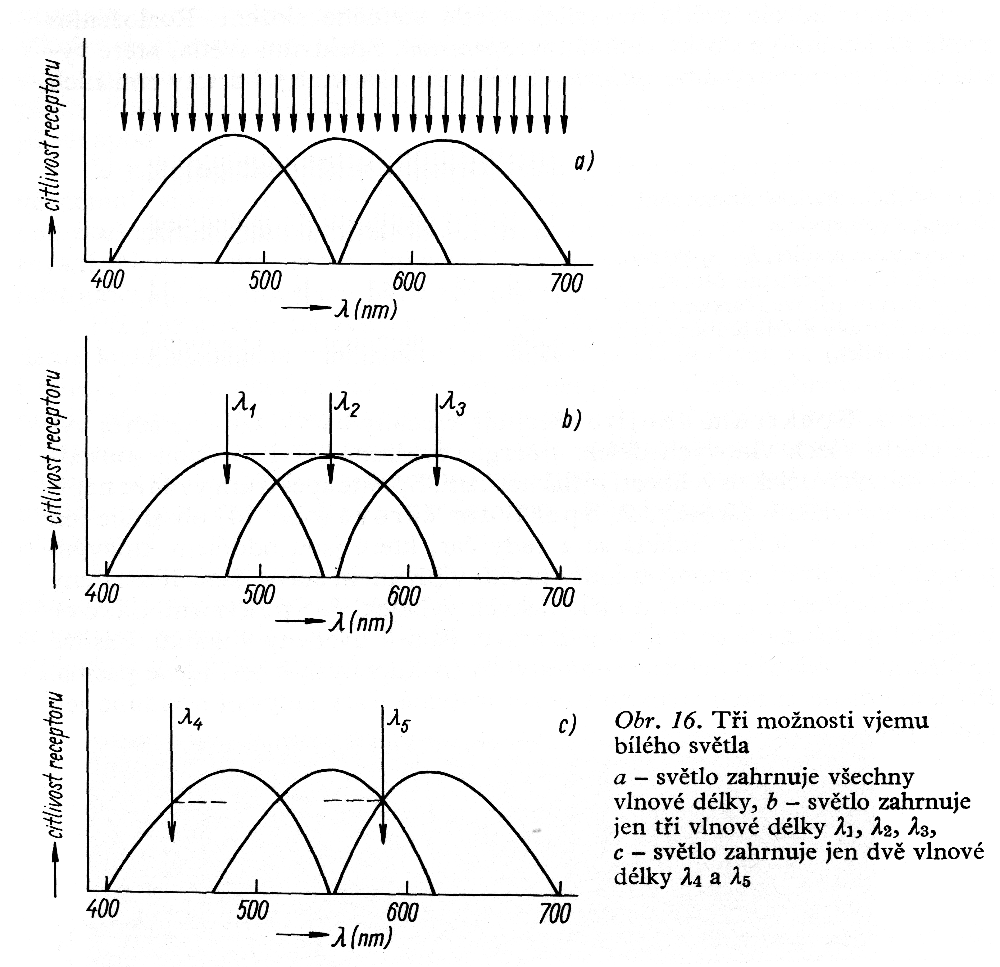 citlivost receptoru
a)
400 500 600 700
λ (nm)
citlivost receptoru
λ1 λ2 λ3
b)
400 500 600 700
λ (nm)
citlivost receptoru
λ4 λ5
c)
400 500 600 700
λ (nm)
Obr. 16. Tři možnosti vjemu
bílého světla
a – světlo zahrnuje všechny
vlnové délky, b – světlo zahrnuje
jen tři vlnové délky λ1, λ2, λ3,
c – světlo zahrnuje jen dvě vlnové
délky λ4 a λ5